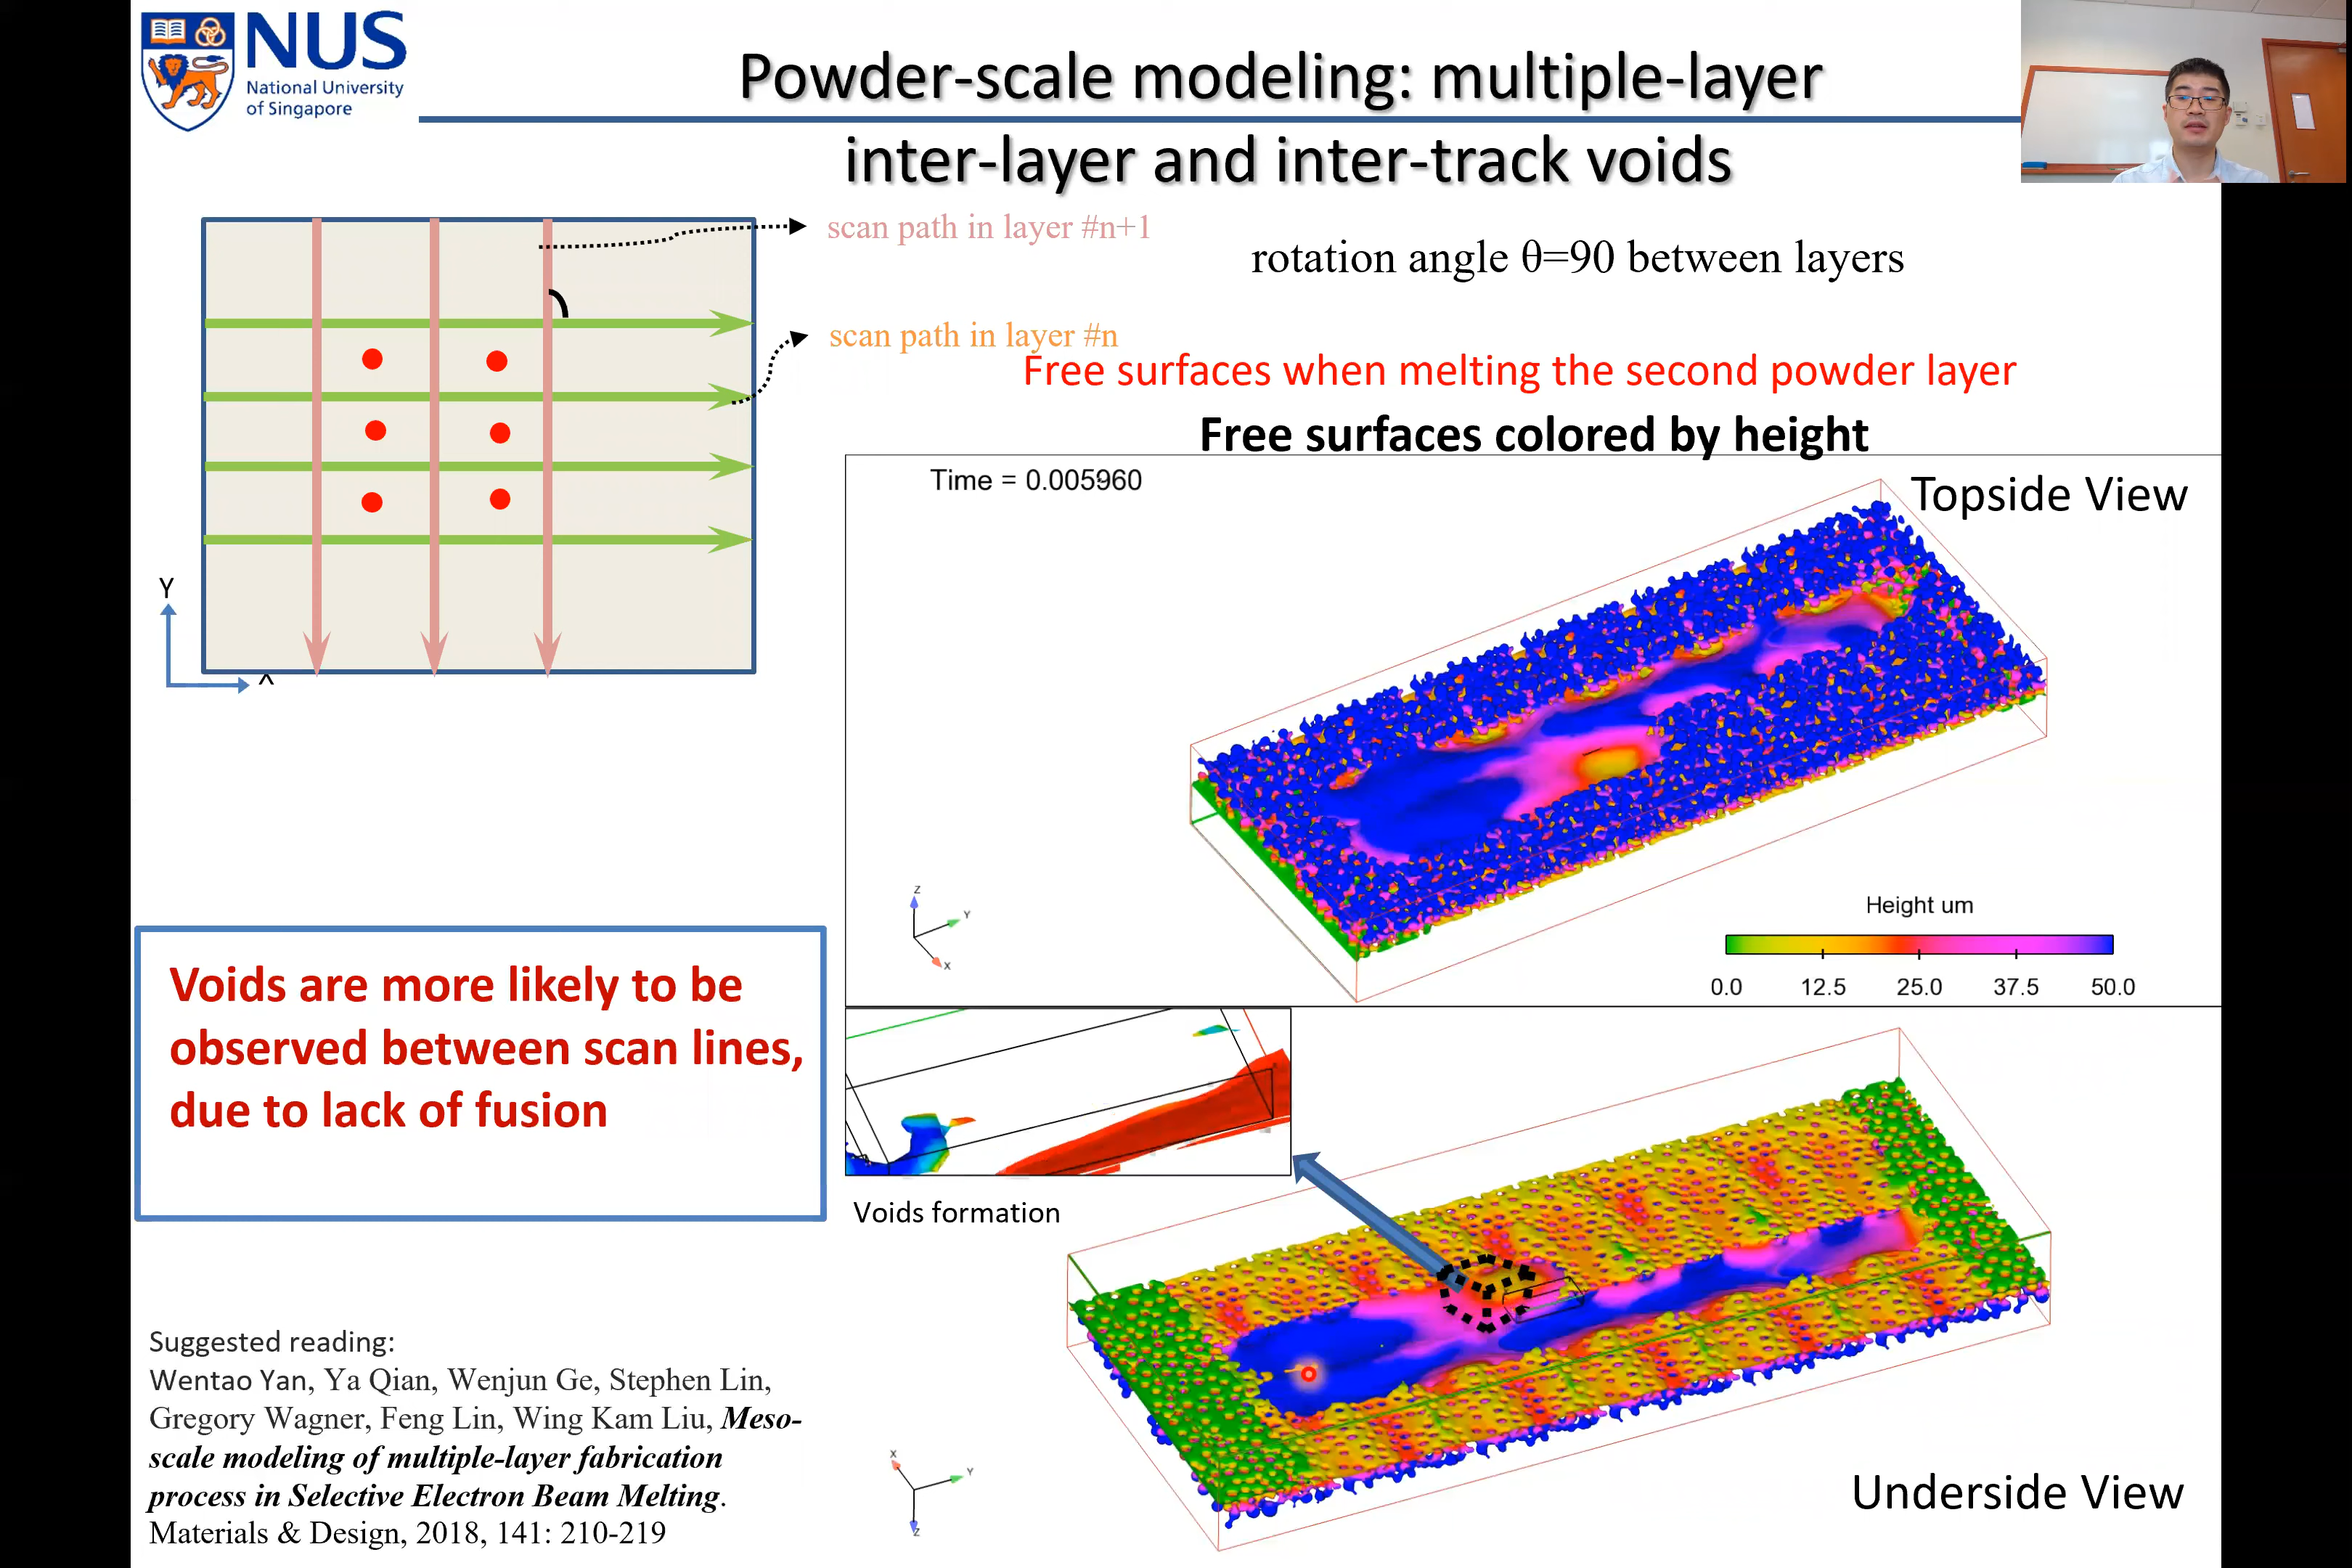 NUS
National University
of Singapore
Powder-scale modeling: multiple-layer
inter-layer and inter-track voids
scan path in layer #n+1
rotation angle θ=90 between layers
scan path in layer #n
Free surfaces when melting the second powder layer
Free surfaces colored by height
Time = 0.005960
Topside View
Y
X
Z
Y
X
Height um
0.0 12.5 25.0 37.5 50.0
Voids are more likely to be
observed between scan lines,
due to lack of fusion
Voids formation
Suggested reading:
Wentao Yan, Ya Qian, Wenjun Ge, Stephen Lin,
Gregory Wagner, Feng Lin, Wing Kam Liu, Meso-
scale modeling of multiple-layer fabrication
process in Selective Electron Beam Melting.
Materials & Design, 2018, 141: 210-219
X
Y
Z
Underside View